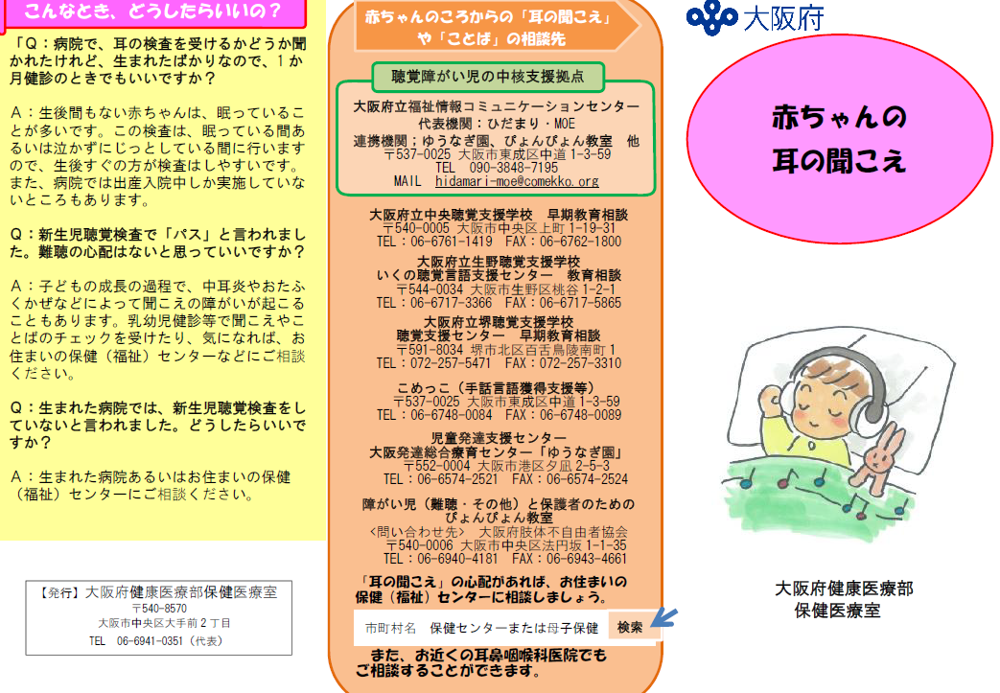 こんなとき、どうしたらいいの？
「Ｑ：病院で、耳の検査を受けるかどうか聞
かれたけれど、生まれたばかりなので、1 か
月健診のときでもいいですか？
Ａ：生後間もない赤ちゃんは、眠っているこ
とが多いです。この検査は、眠っている間あ
るいは泣かずにじっとしている間に行います
ので、生後すぐの方が検査はしやすいです。
また、病院では出産入院中しか実施していな
いところもあります。
Ｑ：新生児聴覚検査で「パス」と言われまし
た。難聴の心配はないと思っていいですか？
Ａ：子どもの成長の過程で、中耳炎やおたふ
くかぜなどによって聞こえの障がいが起こる
こともあります。乳幼児健診等で聞こえやこ
とばのチェックを受けたり、気になれば、お
住まいの保健（福祉）センターなどにご相談
ください。
Ｑ：生まれた病院では、新生児聴覚検査をし
ていないと言われました。どうしたらいいで
すか？
Ａ：生まれた病院あるいはお住まいの保健
（福祉）センターにご相談ください。
【発行】大阪府健康医療部保健医療室
〒540-8570
大阪市中央区大手前 2 丁目
TEL 06-6941-0351（代表）
赤ちゃんのころからの「耳の聞こえ」
や「ことば」の相談先
聴覚障がい児の中核支援拠点
大阪府立福祉情報コミュニケーションセンター
代表機関：ひだまり・MOE
連携機関；ゆうなぎ園、ぴょんぴょん教室 他
〒537-0025 大阪市東成区中道 1-3-59
TEL 090-3848-7195
MAIL hidamari-moe@comekko.org
大阪府立中央聴覚支援学校 早期教育相談
〒540-0005 大阪市中央区上町 1-19-31
TEL：06-6761-1419 FAX：06-6762-1800
大阪府立生野聴覚支援学校
いくの聴覚言語支援センター 教育相談
〒544-0034 大阪市生野区桃谷 1-2-1
TEL：06-6717-3366 FAX：06-6717-5865
大阪府立堺聴覚支援学校
聴覚支援センター 早期教育相談
〒591-8034 堺市北区百舌鳥陵南町 1
TEL：072-257-5471 FAX：072-257-3310
こめっこ（手話言語獲得支援等）
〒537-0025 大阪市東成区中道 1-3-59
TEL：06-6748-0084 FAX：06-6748-0089
児童発達支援センター
大阪発達総合療育センター「ゆうなぎ園」
〒552-0004 大阪市港区夕凪 2-5-3
TEL：06-6574-2521 FAX：06-6574-2524
障がい児（難聴・その他）と保護者のための
ぴょんぴょん教室
<問い合わせ先> 大阪府肢体不自由者協会
〒540-0006 大阪市中央区法円坂 1-1-35
TEL：06-6940-4181 FAX：06-6943-4661
「耳の聞こえ」の心配があれば、お住まいの
保健（福祉）センターに相談しましょう。
市町村名 保健センターまたは母子保健 検索
また、お近くの耳鼻咽喉科医院でも
ご相談することができます。
大阪府
赤ちゃんの
耳の聞こえ
大阪府健康医療部
保健医療室